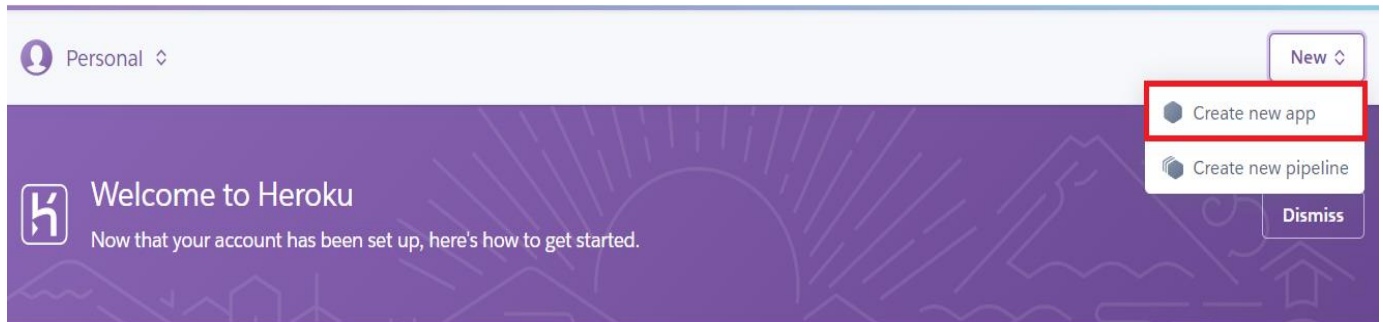 Personal
New
Create new app
Create new pipeline
Welcome to Heroku
Dismiss
Now that your account has been set up, here's how to get started.